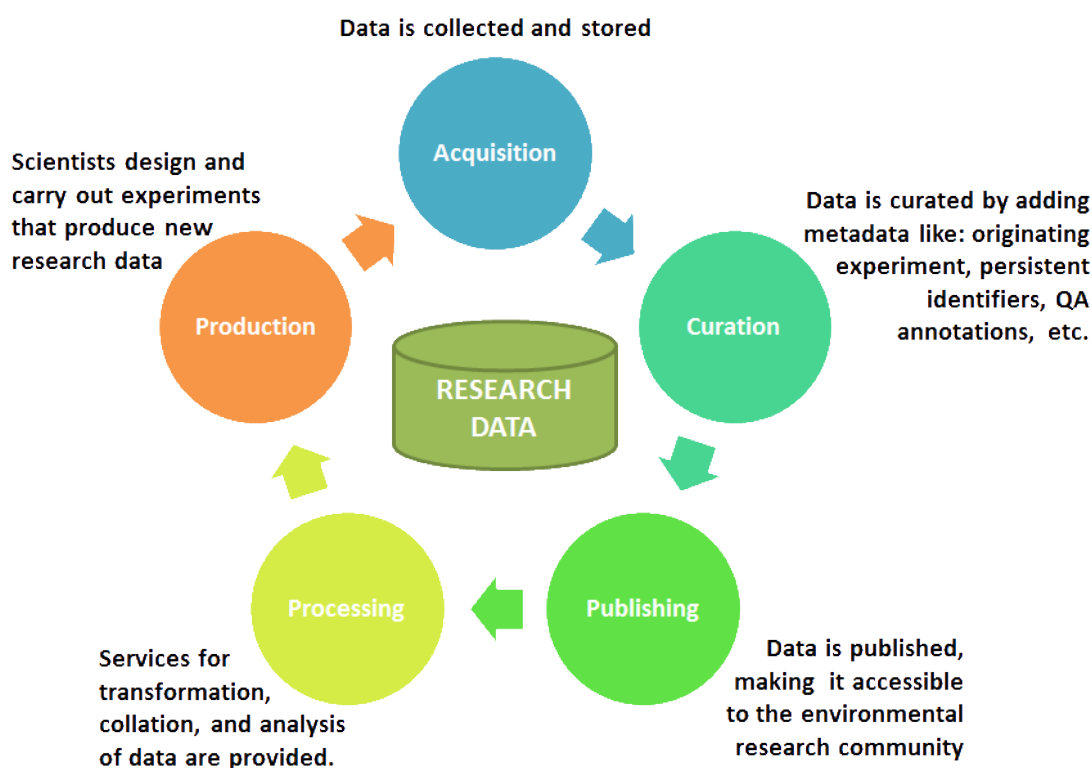 Data is collected and stored
Acquisition
Scientists design and
carry out experiments
that produce new
research data
Data is curated by adding
metadata like: originating
experiment, persistent
identifiers, QA
annotations, etc.
Production
Curation
RESEARCH
DATA
Processing
Publishing
Services for
transformation,
collation, and analysis
of data are provided.
Data is published,
making it accessible
to the environmental
research community